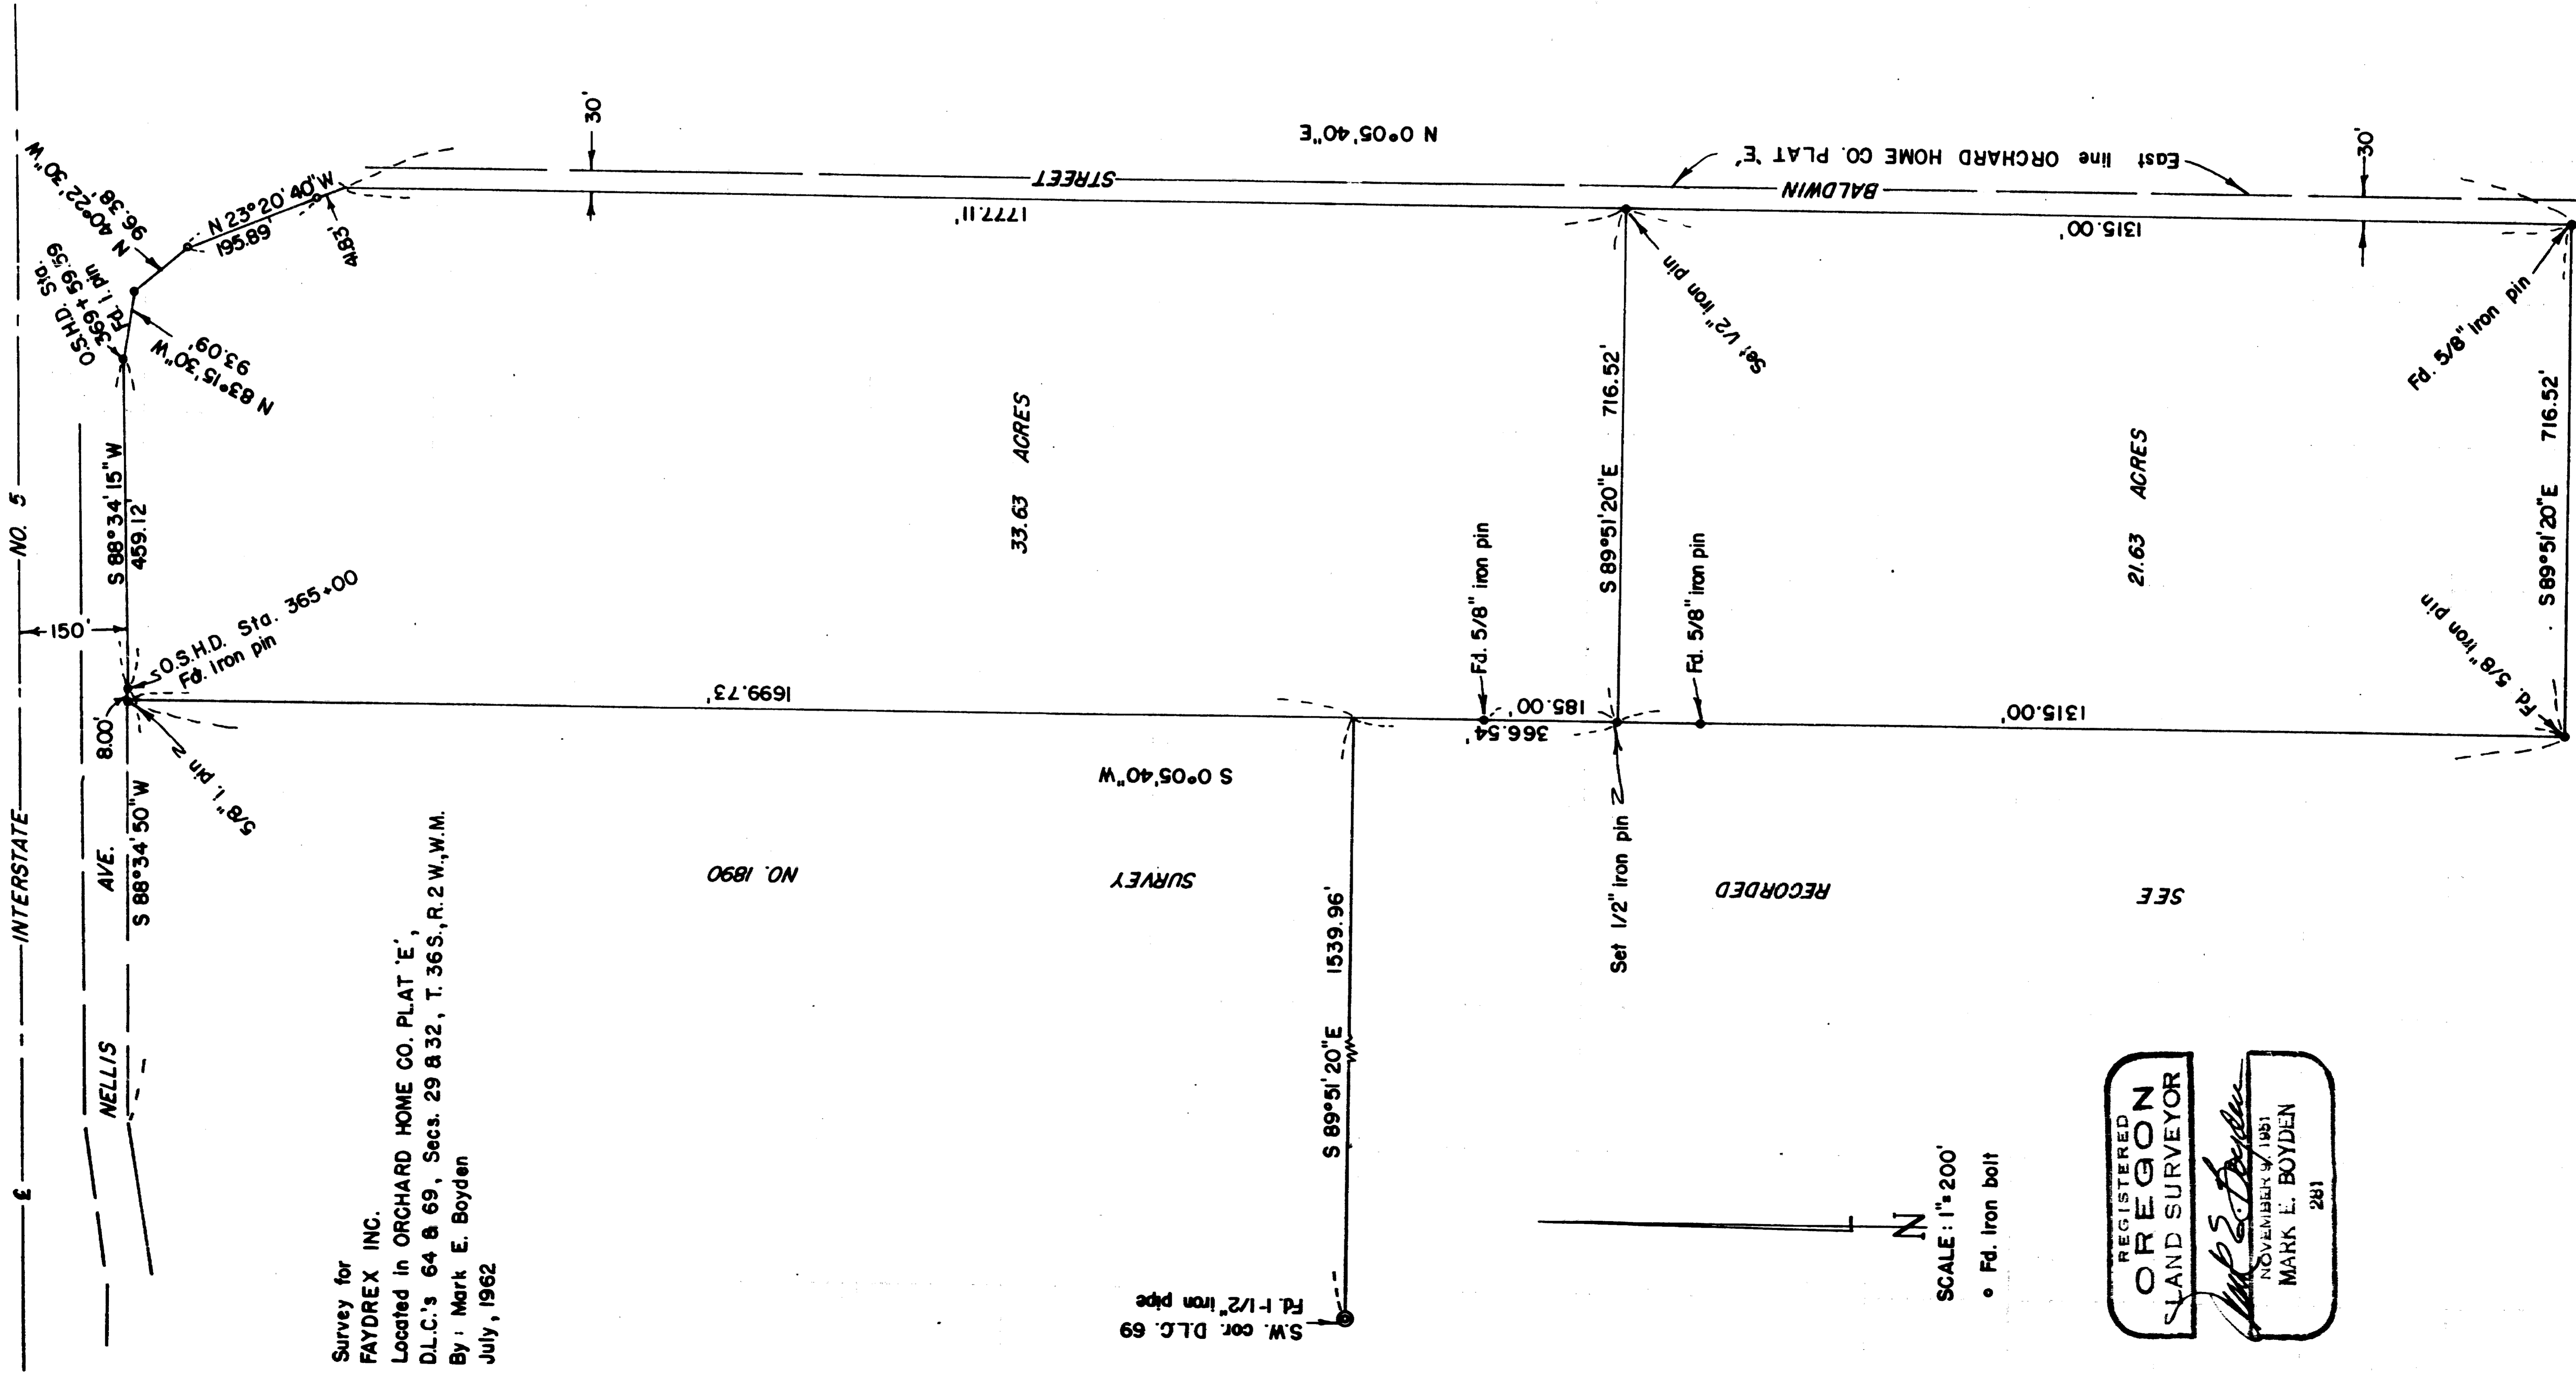 ℄ INTERSTATE NO. 5
150'
NELLIS AVE.
8.00'
S 88°34'50"W
S 88°34'15"W
459.12'
O.S.H.D. Sta. 365+00
Fd. Iron pin
5/8" I. pin
O.S.H.D. Sta.
369 + 59.59
Fd. I. pin
N 83°15'30"W
93.09'
N 40°22'30"W
96.38'
N 23°20'40"W
195.89'
41.83'
30'
N 0°05'40"E
BALDWIN STREET
1777.11'
East line ORCHARD HOME CO. PLAT 'E'
1315.00'
30'
33.63 ACRES
1699.73'
S 0°05'40"W
Fd. 5/8" iron pin
185.00'
366.54'
S 89°51'20"E 716.52'
Set 1/2" iron pin
Set 1/2" iron pin
Fd. 5/8" iron pin
1315.00'
21.63 ACRES
Fd. 5/8" iron pin
Fd. 5/8" iron pin
S 89°51'20"E 716.52'
SEE RECORDED SURVEY NO. 1890
S 89°51'20"E 1539.96'
S.W. cor. D.L.C. 69
Fd. 1-1/2" iron pipe
Survey for
FAYDREX INC.
Located in ORCHARD HOME CO. PLAT 'E',
D.L.C.'s 64 & 69, Secs. 29 & 32, T. 36 S., R. 2 W., W.M.
By: Mark E. Boyden
July, 1962
N
SCALE: 1"=200'
Fd. Iron bolt
REGISTERED
OREGON
LAND SURVEYOR
Mark E. Boyden
NOVEMBER 9, 1951
MARK E. BOYDEN
281